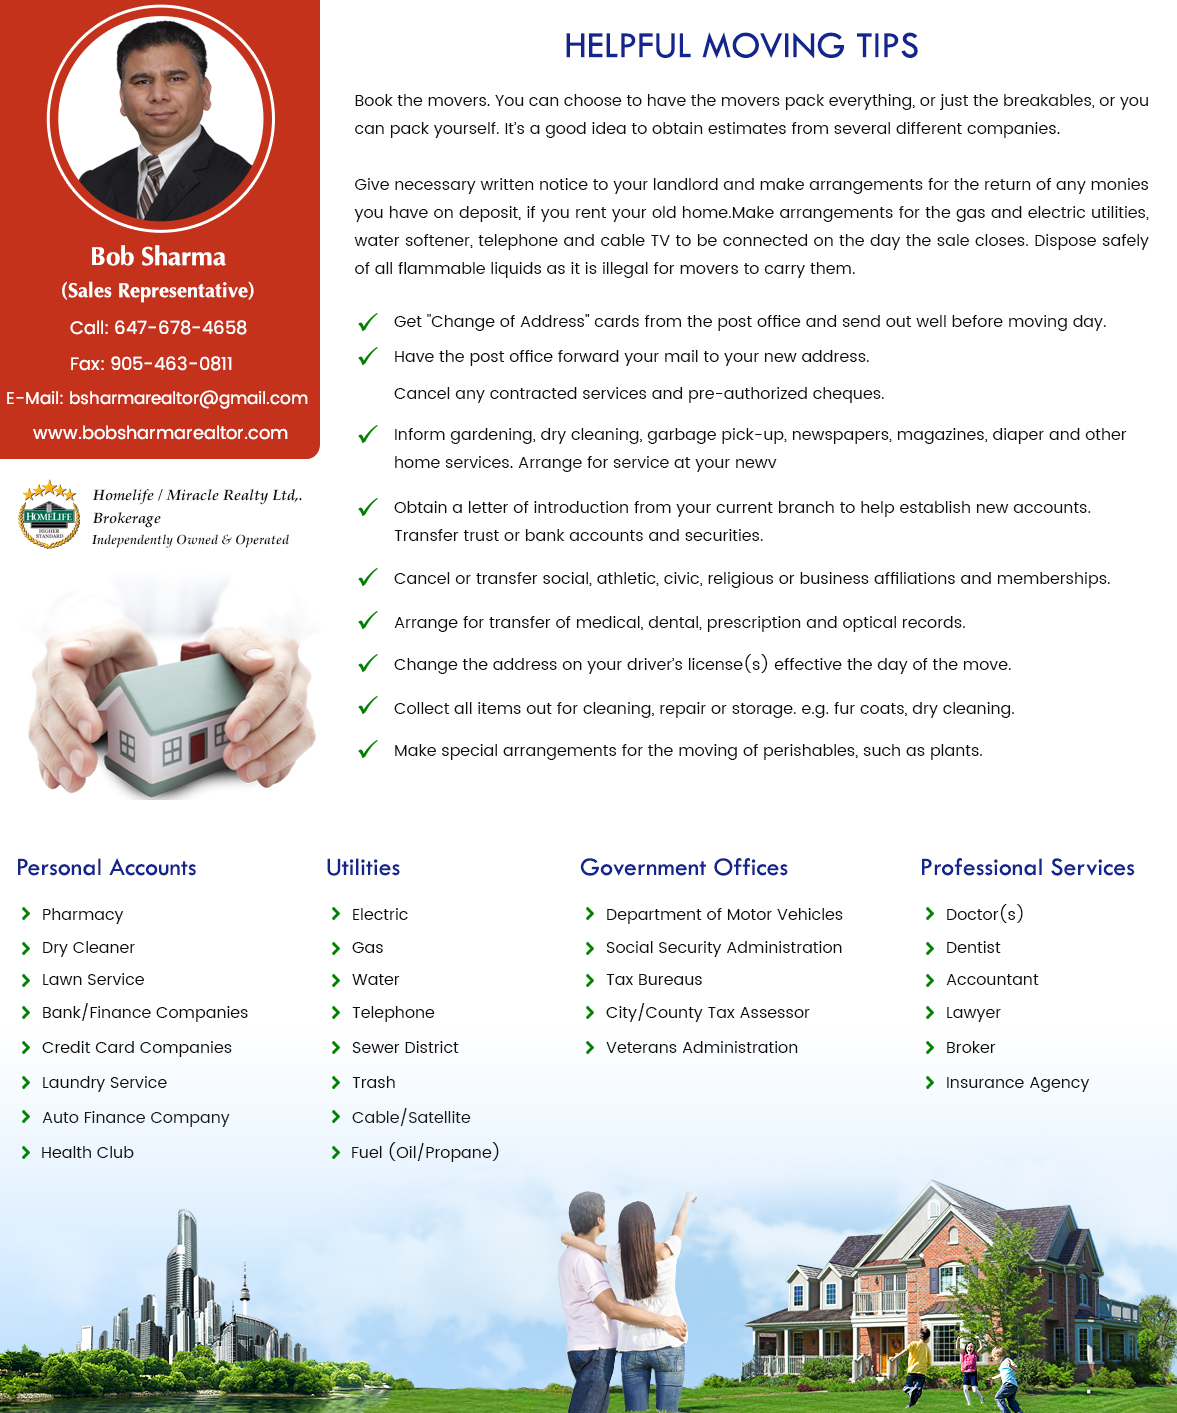 Bob Sharma
(Sales Representative)
Call: 647-678-4658
Fax: 905-463-0811
E-Mail: bsharmarealtor@gmail.com
www.bobsharmarealtor.com
HOMELIFE
HIGHER
STANDARD
Homelife / Miracle Realty Ltd,.
Brokerage
Independently Owned & Operated
HELPFUL MOVING TIPS
Book the movers. You can choose to have the movers pack everything, or just the breakables, or you
can pack yourself. It’s a good idea to obtain estimates from several different companies.
Give necessary written notice to your landlord and make arrangements for the return of any monies
you have on deposit, if you rent your old home.Make arrangements for the gas and electric utilities,
water softener, telephone and cable TV to be connected on the day the sale closes. Dispose safely
of all flammable liquids as it is illegal for movers to carry them.
Get "Change of Address" cards from the post office and send out well before moving day.
Have the post office forward your mail to your new address.
Cancel any contracted services and pre-authorized cheques.
Inform gardening, dry cleaning, garbage pick-up, newspapers, magazines, diaper and other
home services. Arrange for service at your newv
Obtain a letter of introduction from your current branch to help establish new accounts.
Transfer trust or bank accounts and securities.
Cancel or transfer social, athletic, civic, religious or business affiliations and memberships.
Arrange for transfer of medical, dental, prescription and optical records.
Change the address on your driver’s license(s) effective the day of the move.
Collect all items out for cleaning, repair or storage. e.g. fur coats, dry cleaning.
Make special arrangements for the moving of perishables, such as plants.
Personal Accounts
Pharmacy
Dry Cleaner
Lawn Service
Bank/Finance Companies
Credit Card Companies
Laundry Service
Auto Finance Company
Health Club
Utilities
Electric
Gas
Water
Telephone
Sewer District
Trash
Cable/Satellite
Fuel (Oil/Propane)
Government Offices
Department of Motor Vehicles
Social Security Administration
Tax Bureaus
City/County Tax Assessor
Veterans Administration
Professional Services
Doctor(s)
Dentist
Accountant
Lawyer
Broker
Insurance Agency